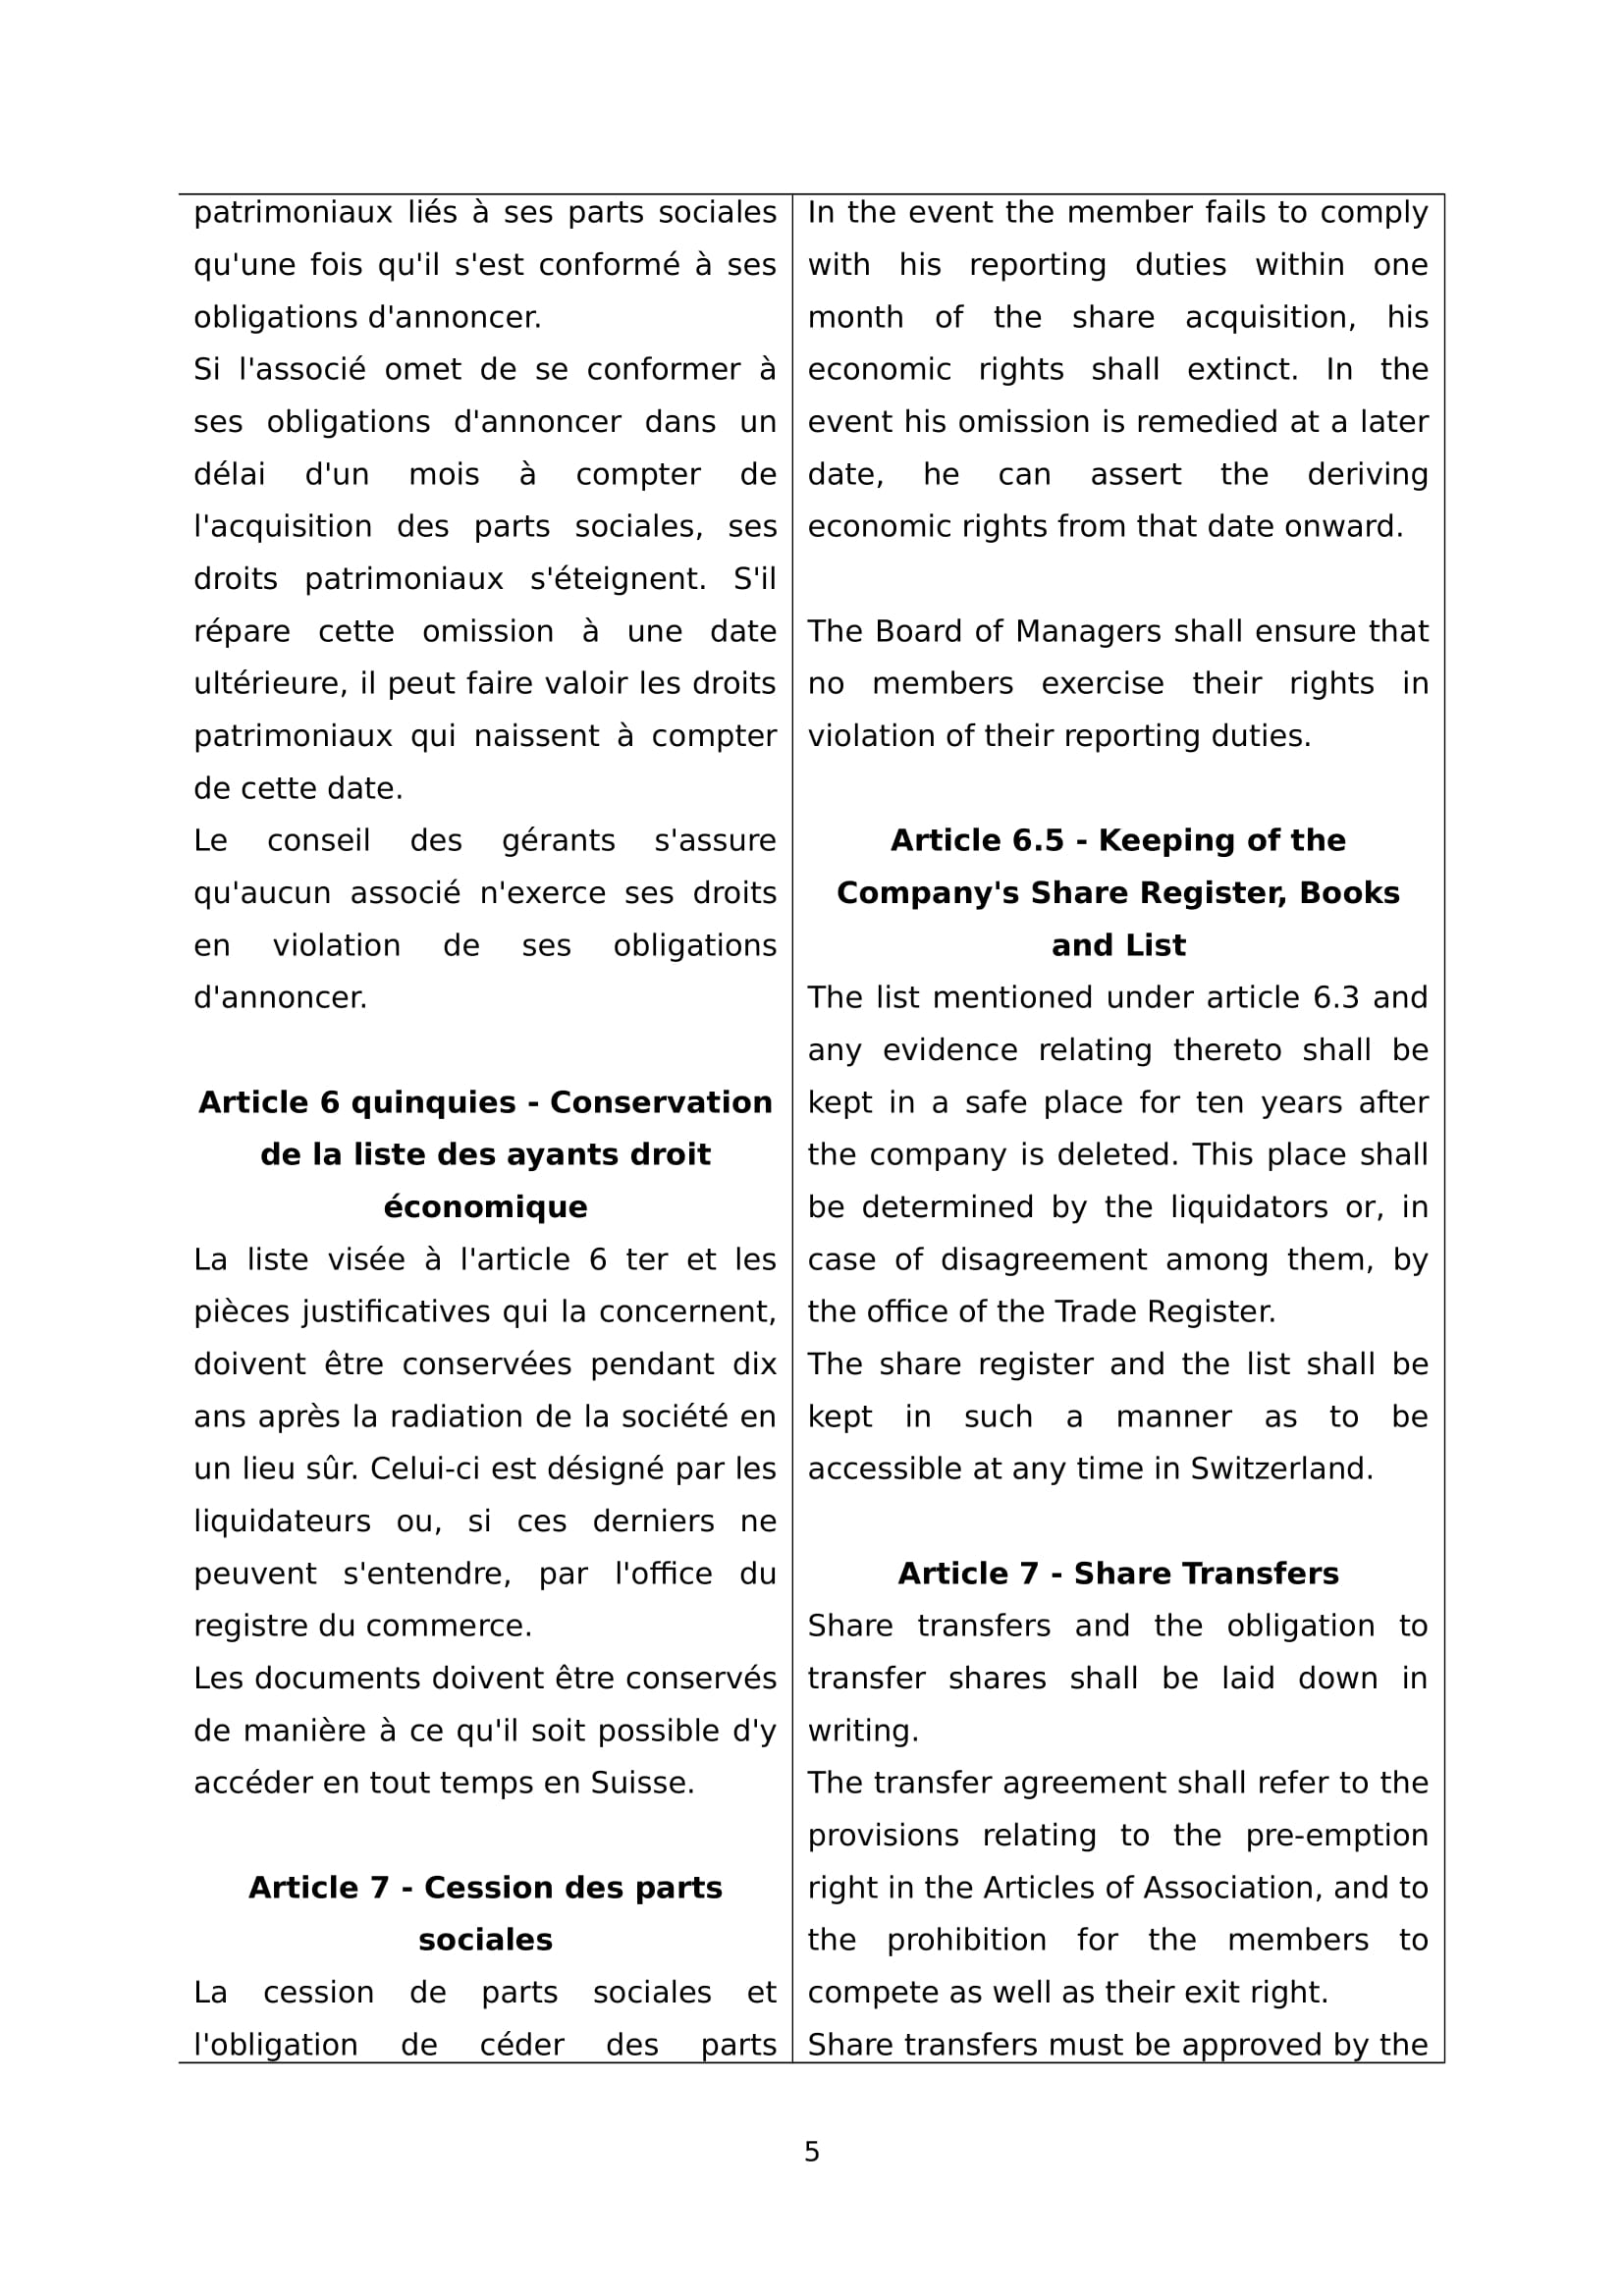 patrimoniaux liés à ses parts sociales
qu'une fois qu'il s'est conformé à ses
obligations d'annoncer.
Si l'associé omet de se conformer à
ses obligations d'annoncer dans un
délai d'un mois à compter de
l'acquisition des parts sociales, ses
droits patrimoniaux s'éteignent. S'il
répare cette omission à une date
ultérieure, il peut faire valoir les droits
patrimoniaux qui naissent à compter
de cette date.
Le conseil des gérants s'assure
qu'aucun associé n'exerce ses droits
en violation de ses obligations
d'annoncer.
Article 6 quinquies - Conservation
de la liste des ayants droit
économique
La liste visée à l'article 6 ter et les
pièces justificatives qui la concernent,
doivent être conservées pendant dix
ans après la radiation de la société en
un lieu sûr. Celui-ci est désigné par les
liquidateurs ou, si ces derniers ne
peuvent s'entendre, par l'office du
registre du commerce.
Les documents doivent être conservés
de manière à ce qu'il soit possible d'y
accéder en tout temps en Suisse.
Article 7 - Cession des parts
sociales
La cession de parts sociales et
l'obligation de céder des parts
In the event the member fails to comply
with his reporting duties within one
month of the share acquisition, his
economic rights shall extinct. In the
event his omission is remedied at a later
date, he can assert the deriving
economic rights from that date onward.
The Board of Managers shall ensure that
no members exercise their rights in
violation of their reporting duties.
Article 6.5 - Keeping of the
Company's Share Register, Books
and List
The list mentioned under article 6.3 and
any evidence relating thereto shall be
kept in a safe place for ten years after
the company is deleted. This place shall
be determined by the liquidators or, in
case of disagreement among them, by
the office of the Trade Register.
The share register and the list shall be
kept in such a manner as to be
accessible at any time in Switzerland.
Article 7 - Share Transfers
Share transfers and the obligation to
transfer shares shall be laid down in
writing.
The transfer agreement shall refer to the
provisions relating to the pre-emption
right in the Articles of Association, and to
the prohibition for the members to
compete as well as their exit right.
Share transfers must be approved by the
5